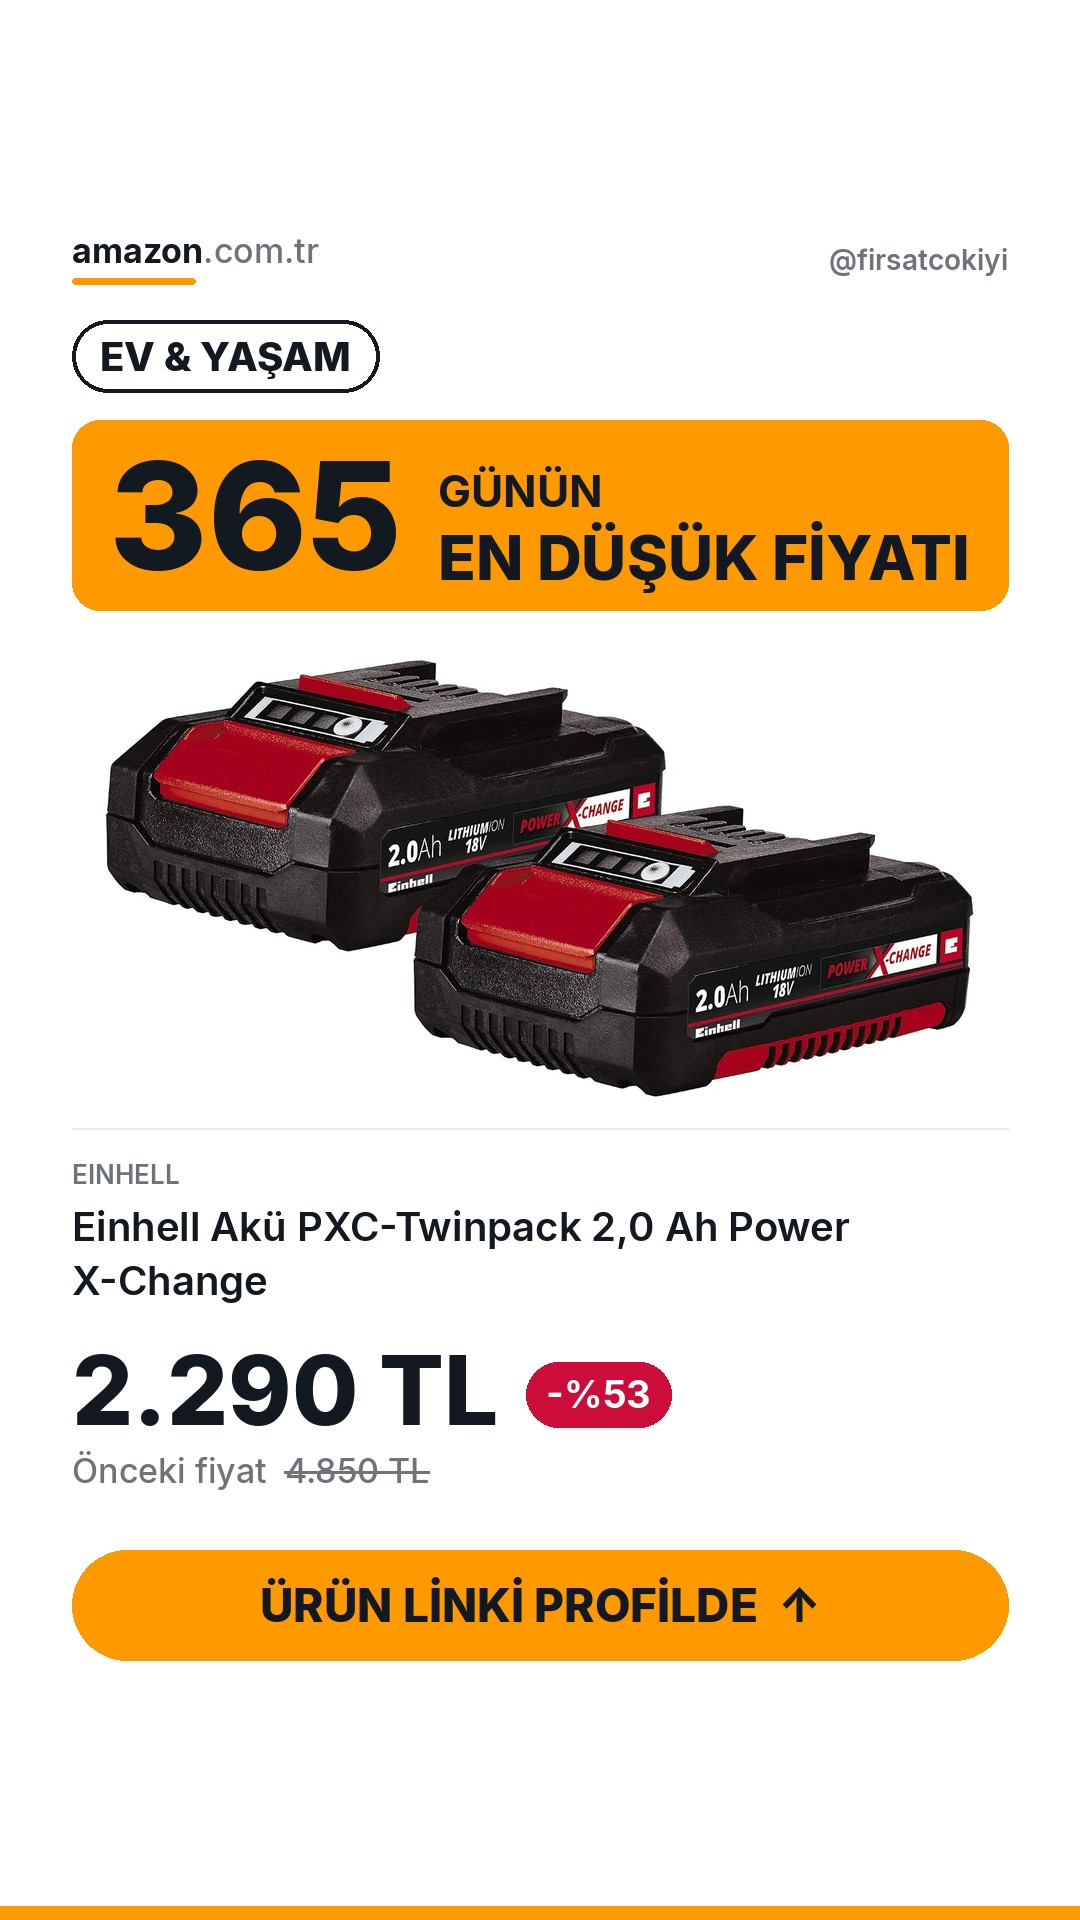 amazon.com.tr
@firsatcokiyi
EV & YAŞAM
365
GÜNÜN
EN DÜŞÜK FİYATI
2.0Ah LITHIUMION 18V POWER X-CHANGE
Einhell
2.0Ah LITHIUMION 18V POWER X-CHANGE
Einhell
EINHELL
Einhell Akü PXC-Twinpack 2,0 Ah Power
X-Change
2.290 TL -%53
Önceki fiyat 4.850 TL
ÜRÜN LİNKİ PROFİLDE ↑